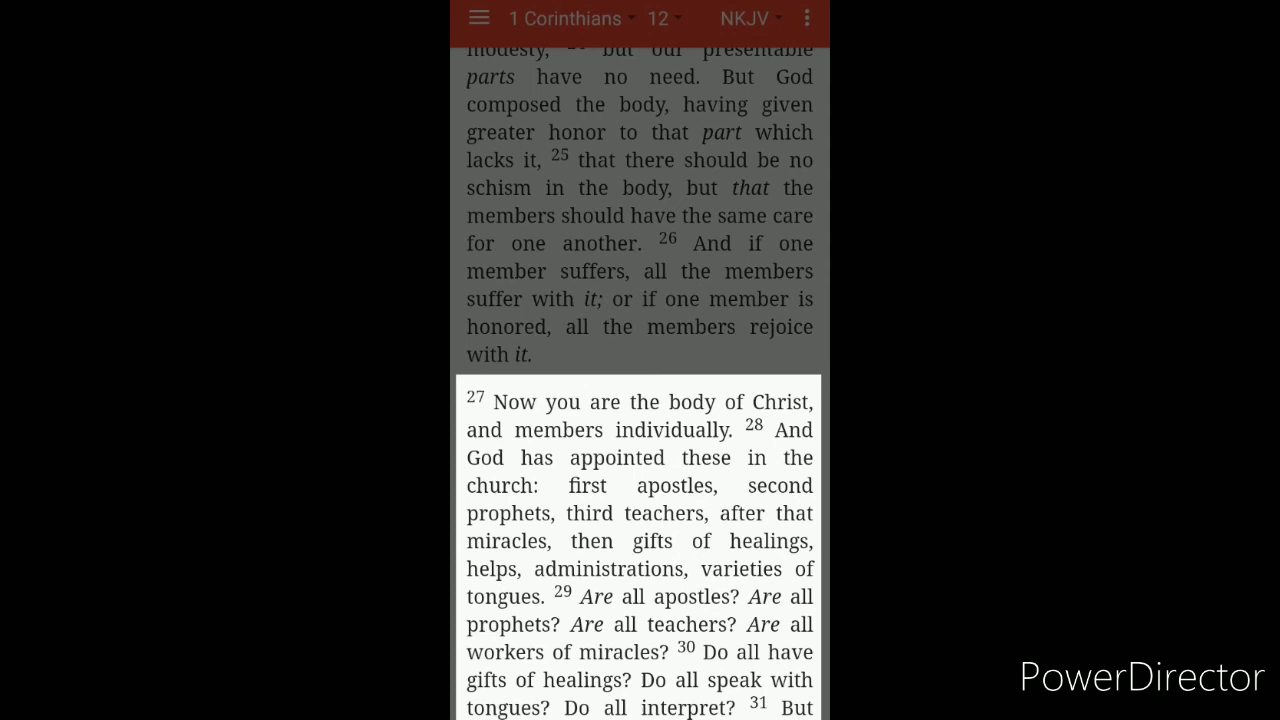 1 Corinthians 12 NKJV
modesty, but our presentable
parts have no need. But God
composed the body, having given
greater honor to that part which
lacks it, 25 that there should be no
schism in the body, but that the
members should have the same care
for one another. 26 And if one
member suffers, all the members
suffer with it; or if one member is
honored, all the members rejoice
with it.
27 Now you are the body of Christ,
and members individually. 28 And
God has appointed these in the
church: first apostles, second
prophets, third teachers, after that
miracles, then gifts of healings,
helps, administrations, varieties of
tongues. 29 Are all apostles? Are all
prophets? Are all teachers? Are all
workers of miracles? 30 Do all have
gifts of healings? Do all speak with
tongues? Do all interpret? 31 But
PowerDirector